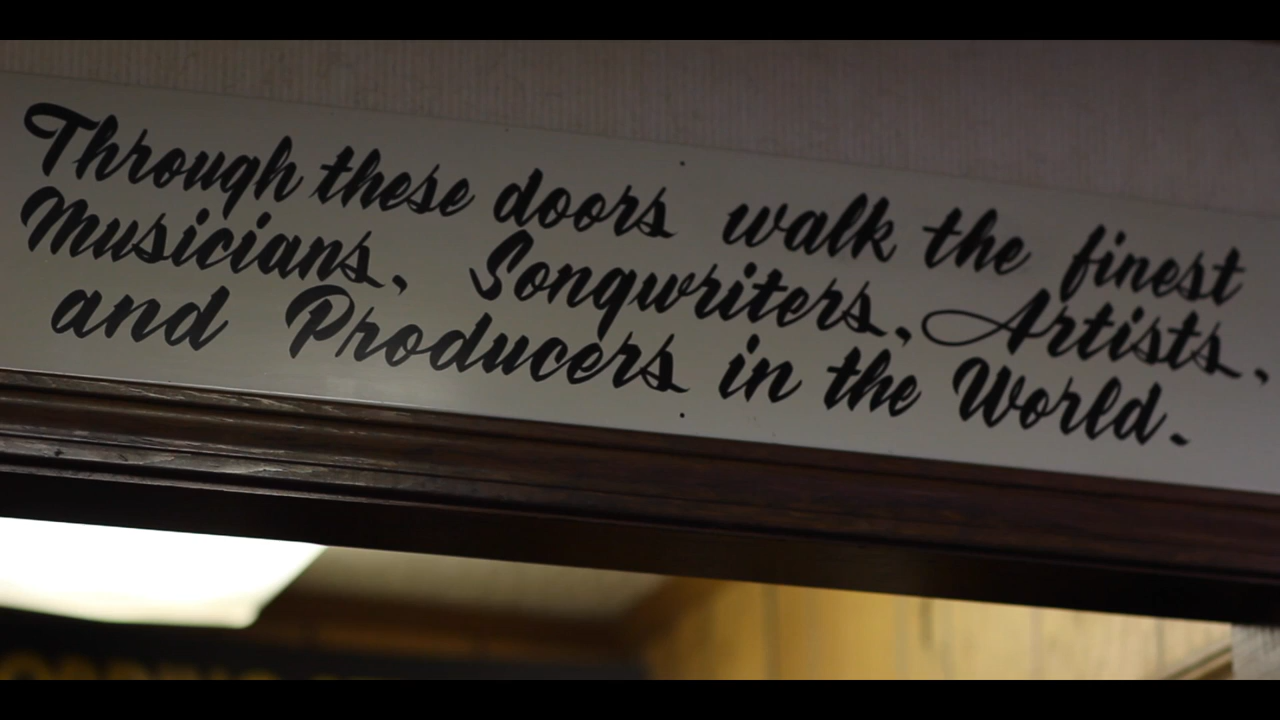 Through these doors walk the finest
Musicians, Songwriters, Artists,
and Producers in the World.